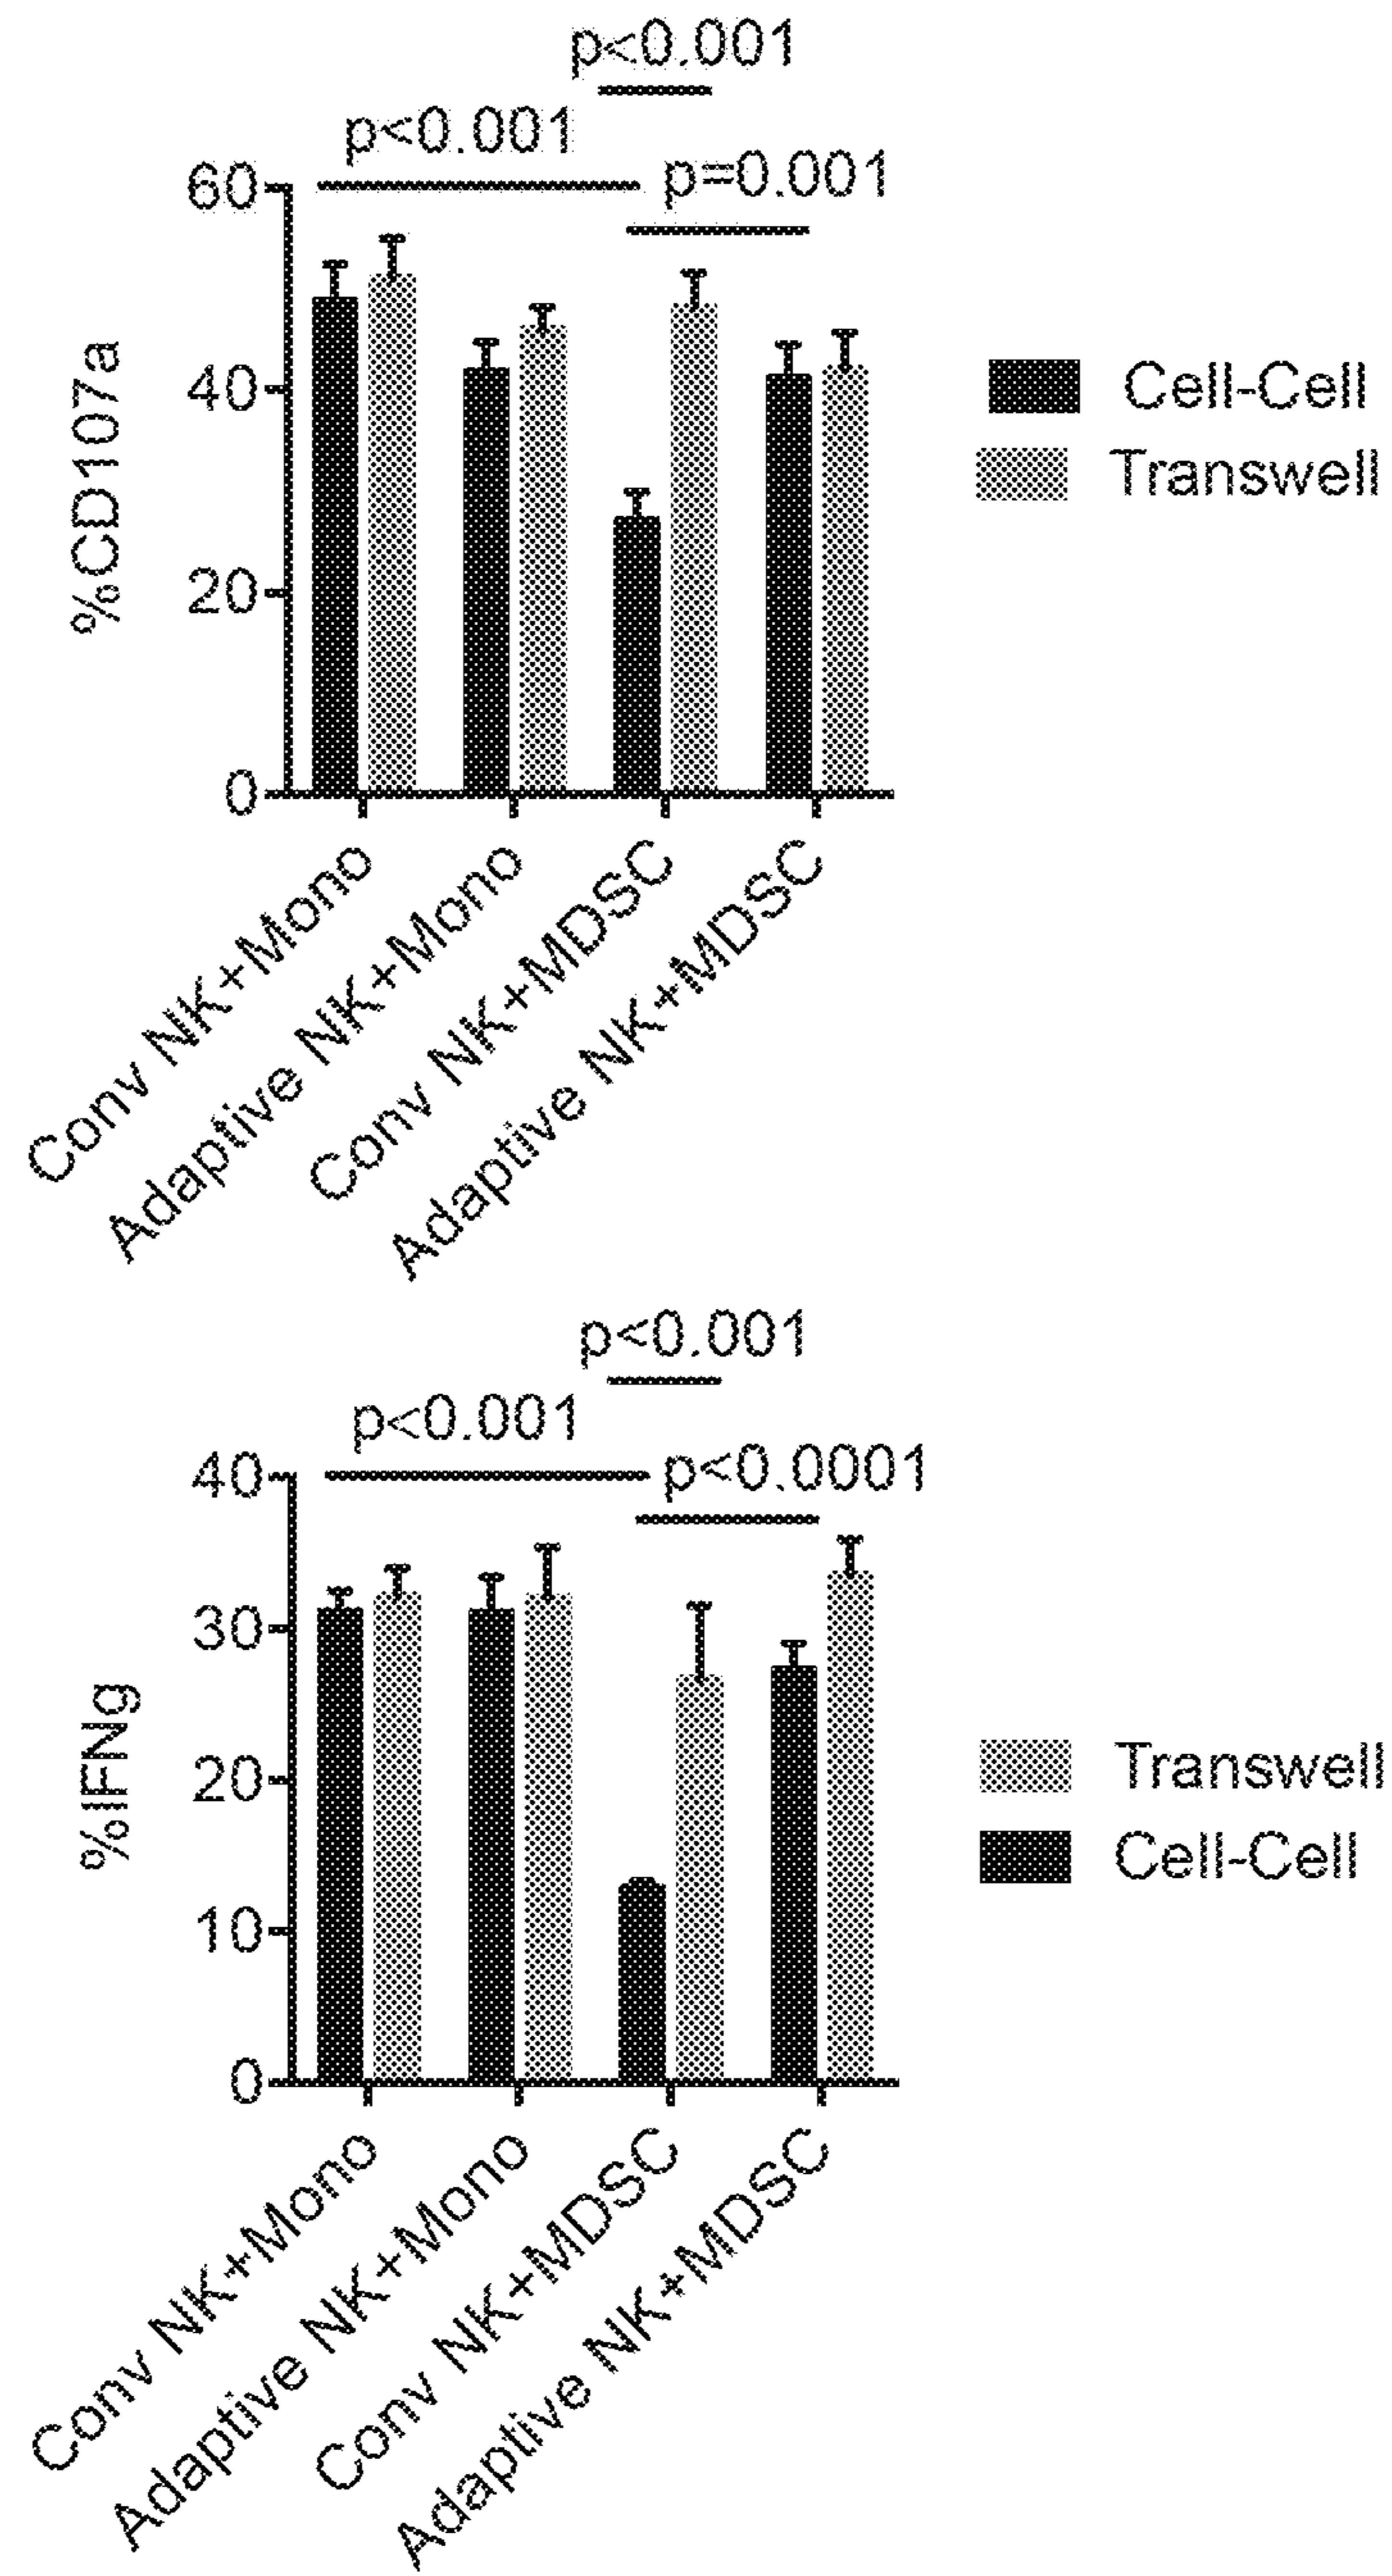 p<0.001
p<0.001
p=0.001
60
40
20
0
%CD107a
Cell-Cell
Transwell
Conv NK+Mono
Adaptive NK+Mono
Conv NK+MDSC
Adaptive NK+MDSC
p<0.001
p<0.001
p<0.0001
40
30
20
10
0
%IFNg
Transwell
Cell-Cell
Conv NK+Mono
Adaptive NK+Mono
Conv NK+MDSC
Adaptive NK+MDSC